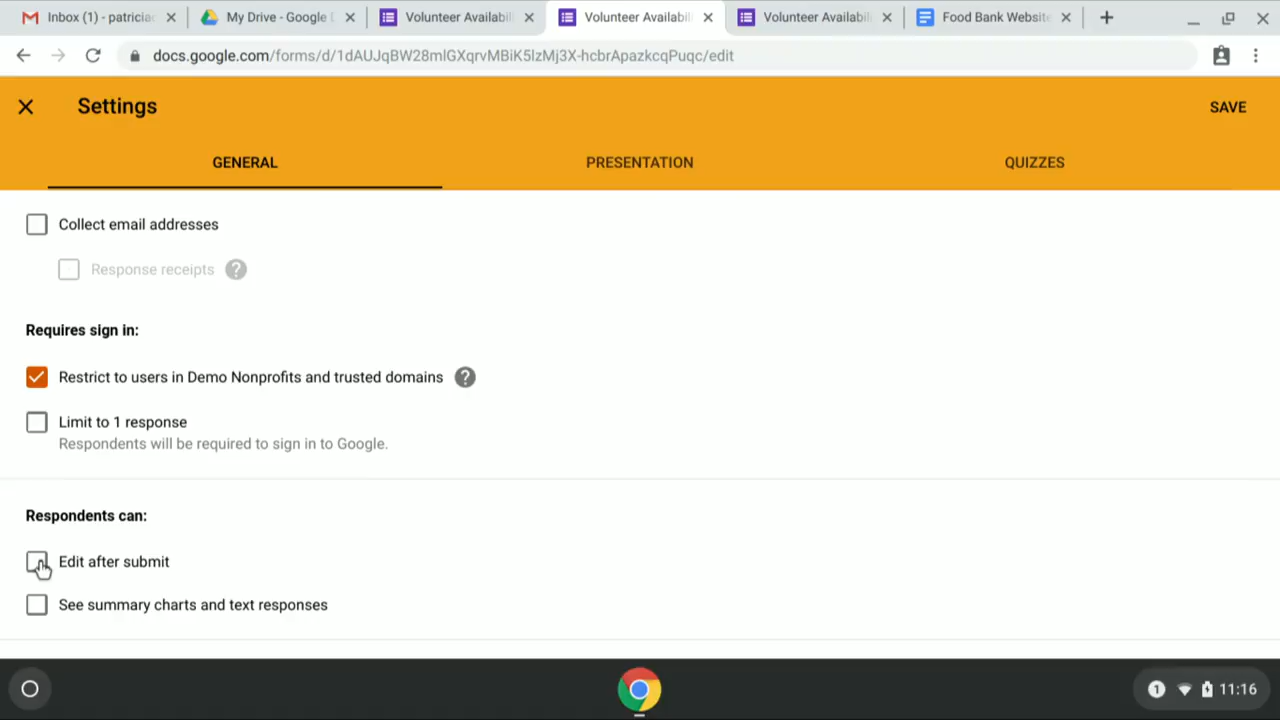 Inbox (1) - patricia
My Drive - Google
Volunteer Availabil
Volunteer Availabil
Volunteer Availabil
Food Bank Website
docs.google.com/forms/d/1dAUJqBW28mlGXqrvMBiK5lzMj3X-hcbrApazkcqPuqc/edit
Settings
SAVE
GENERAL
PRESENTATION
QUIZZES
Collect email addresses
Response receipts ?
Requires sign in:
Restrict to users in Demo Nonprofits and trusted domains ?
Limit to 1 response
Respondents will be required to sign in to Google.
Respondents can:
Edit after submit
See summary charts and text responses
1 11:16